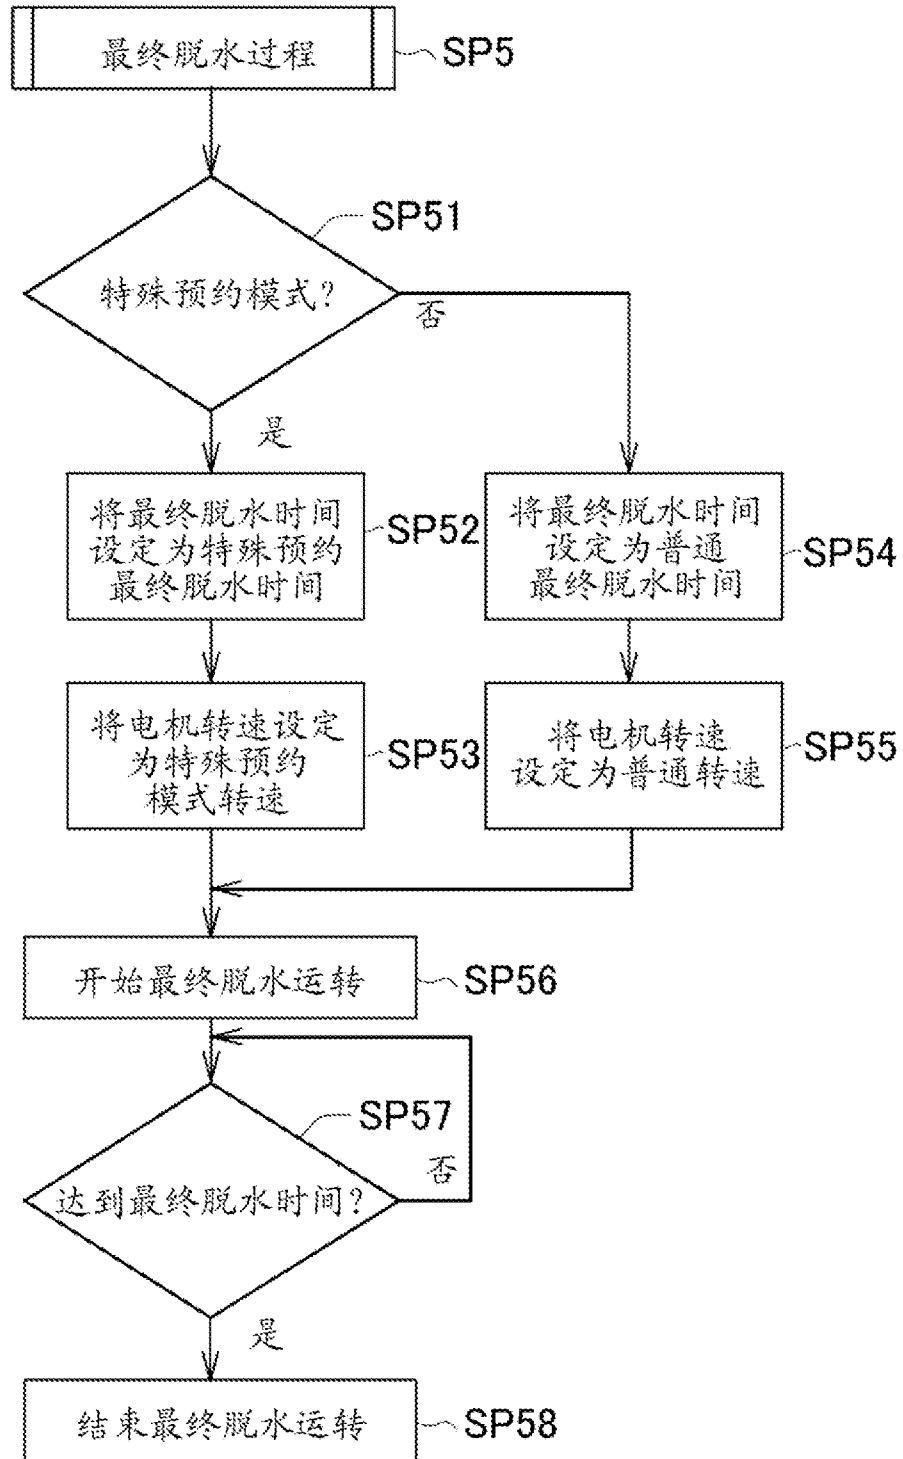 最终脱水过程
SP5
SP51
特殊预约模式?
否
是
将最终脱水时间
设定为特殊预约
最终脱水时间
SP52
将最终脱水时间
设定为普通
最终脱水时间
SP54
将电机转速设定
为特殊预约
模式转速
SP53
将电机转速
设定为普通转速
SP55
开始最终脱水运转
SP56
SP57
否
达到最终脱水时间?
是
结束最终脱水运转
SP58